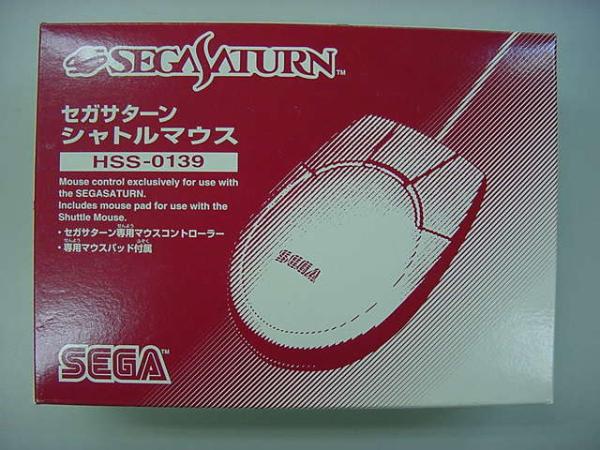 SEGASATURN™
セガサターン
シャトルマウス
HSS-0139
Mouse control exclusively for use with
the SEGASATURN.
Includes mouse pad for use with the
Shuttle Mouse.
・セガサターン専用マウスコントローラー
・専用マウスパッド付属
SEGA
SEGA™